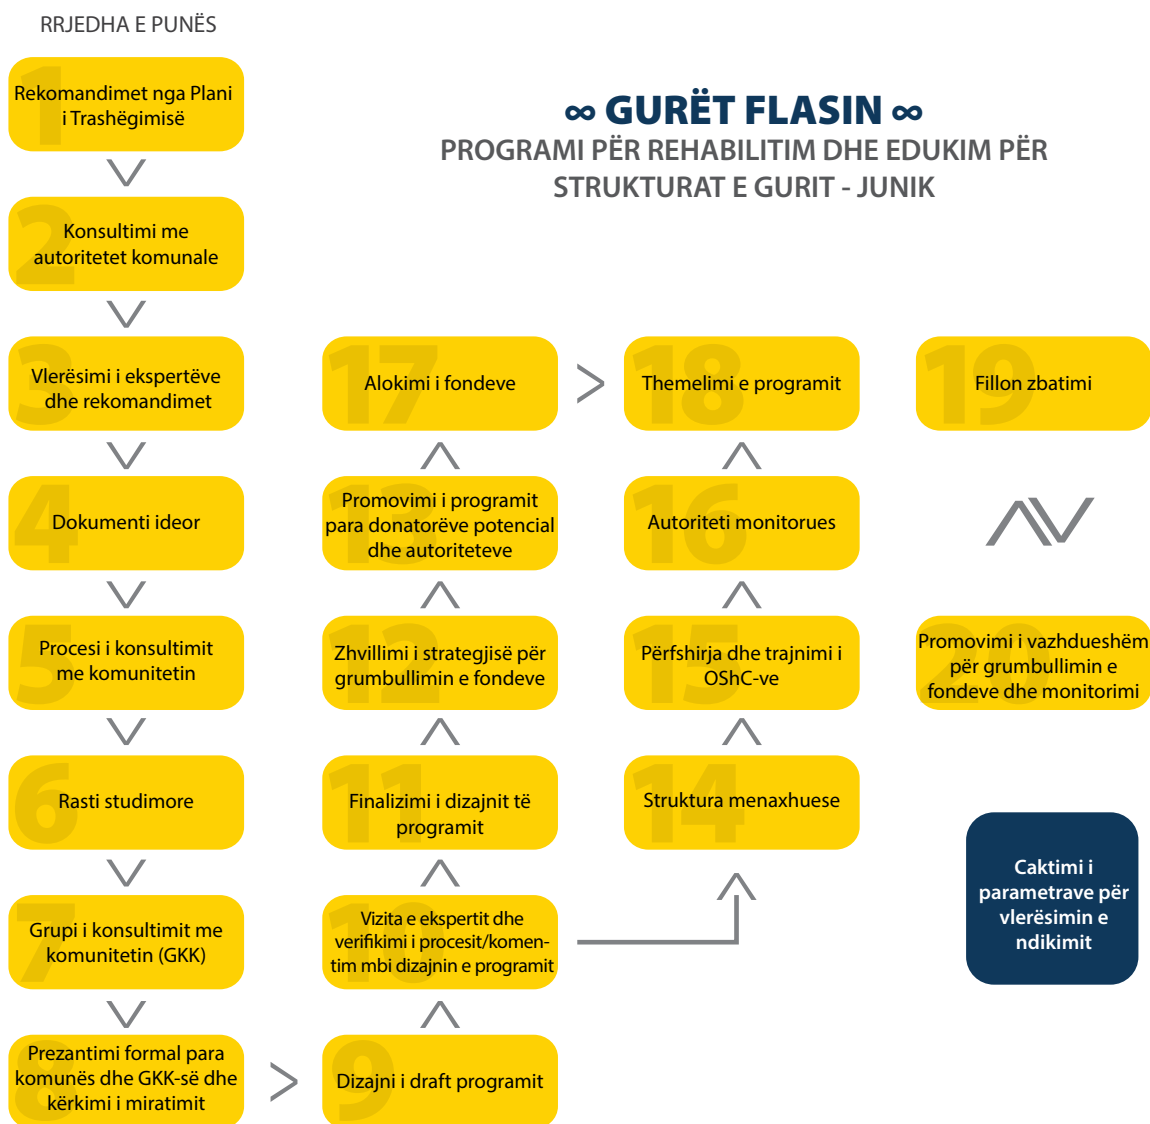 RRJEDHA E PUNËS
∞ GURËT FLASIN ∞
PROGRAMI PËR REHABILITIM DHE EDUKIM PËR
STRUKTURAT E GURIT - JUNIK
1
Rekomandimet nga Plani
i Trashëgimisë
2
Konsultimi me
autoritetet komunale
3
Vlerësimi i ekspertëve
dhe rekomandimet
4
Dokumenti ideor
5
Procesi i konsultimit
me komunitetin
6
Rasti studimore
7
Grupi i konsultimit me
komunitetin (GKK)
8
Prezantimi formal para
komunës dhe GKK-së dhe
kërkimi i miratimit
9
Dizajni i draft programit
10
Vizita e ekspertit dhe
verifikimi i procesit/komen-
tim mbi dizajnin e programit
11
Finalizimi i dizajnit të
programit
12
Zhvillimi i strategjisë për
grumbullimin e fondeve
13
Promovimi i programit
para donatorëve potencial
dhe autoriteteve
17
Alokimi i fondeve
18
Themelimi e programit
16
Autoriteti monitorues
15
Përfshirja dhe trajnimi i
OShC-ve
14
Struktura menaxhuese
19
Fillon zbatimi
20
Promovimi i vazhdueshëm
për grumbullimin e
fondeve dhe monitorimi
Caktimi i
parametrave për
vlerësimin e
ndikimit